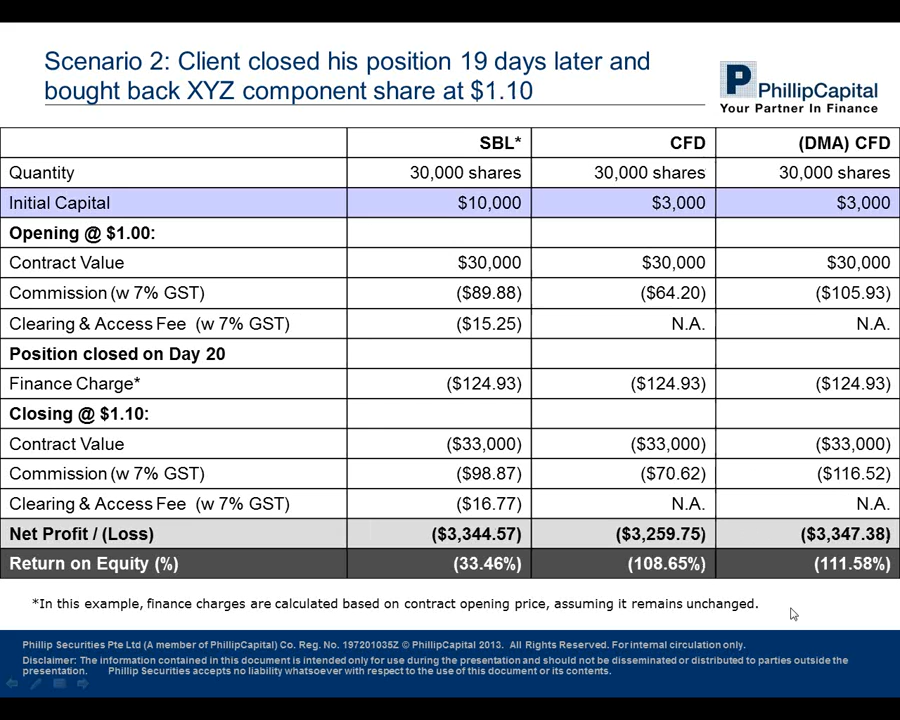 Scenario 2: Client closed his position 19 days later and
bought back XYZ component share at $1.10
P PhillipCapital
Your Partner In Finance
SBL* CFD (DMA) CFD
Quantity 30,000 shares 30,000 shares 30,000 shares
Initial Capital $10,000 $3,000 $3,000
Opening @ $1.00:
Contract Value $30,000 $30,000 $30,000
Commission (w 7% GST) ($89.88) ($64.20) ($105.93)
Clearing & Access Fee (w 7% GST) ($15.25) N.A. N.A.
Position closed on Day 20
Finance Charge* ($124.93) ($124.93) ($124.93)
Closing @ $1.10:
Contract Value ($33,000) ($33,000) ($33,000)
Commission (w 7% GST) ($98.87) ($70.62) ($116.52)
Clearing & Access Fee (w 7% GST) ($16.77) N.A. N.A.
Net Profit / (Loss) ($3,344.57) ($3,259.75) ($3,347.38)
Return on Equity (%) (33.46%) (108.65%) (111.58%)
*In this example, finance charges are calculated based on contract opening price, assuming it remains unchanged.
Phillip Securities Pte Ltd (A member of PhillipCapital) Co. Reg. No. 197201035Z © PhillipCapital 2013. All Rights Reserved. For internal circulation only.
Disclaimer: The information contained in this document is intended only for use during the presentation and should not be disseminated or distributed to parties outside the
presentation. Phillip Securities accepts no liability whatsoever with respect to the use of this document or its contents.